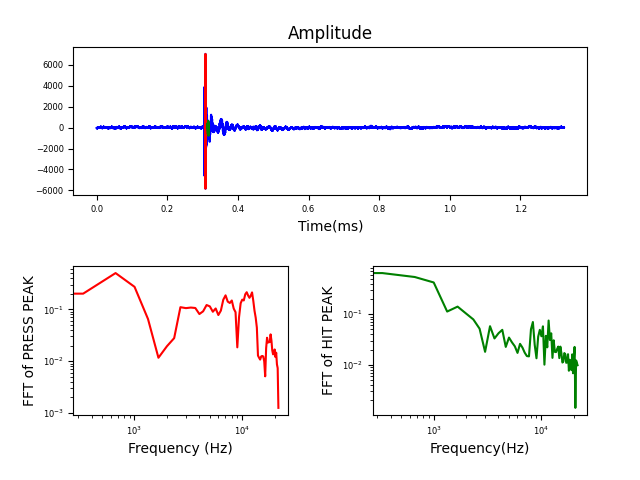 Amplitude
6000
4000
2000
0
−2000
−4000
−6000
0.0 0.2 0.4 0.6 0.8 1.0 1.2
Time(ms)
FFT of PRESS PEAK
10⁻¹
10⁻²
10⁻³
10³ 10⁴
Frequency (Hz)
FFT of HIT PEAK
10⁻¹
10⁻²
10³ 10⁴
Frequency(Hz)